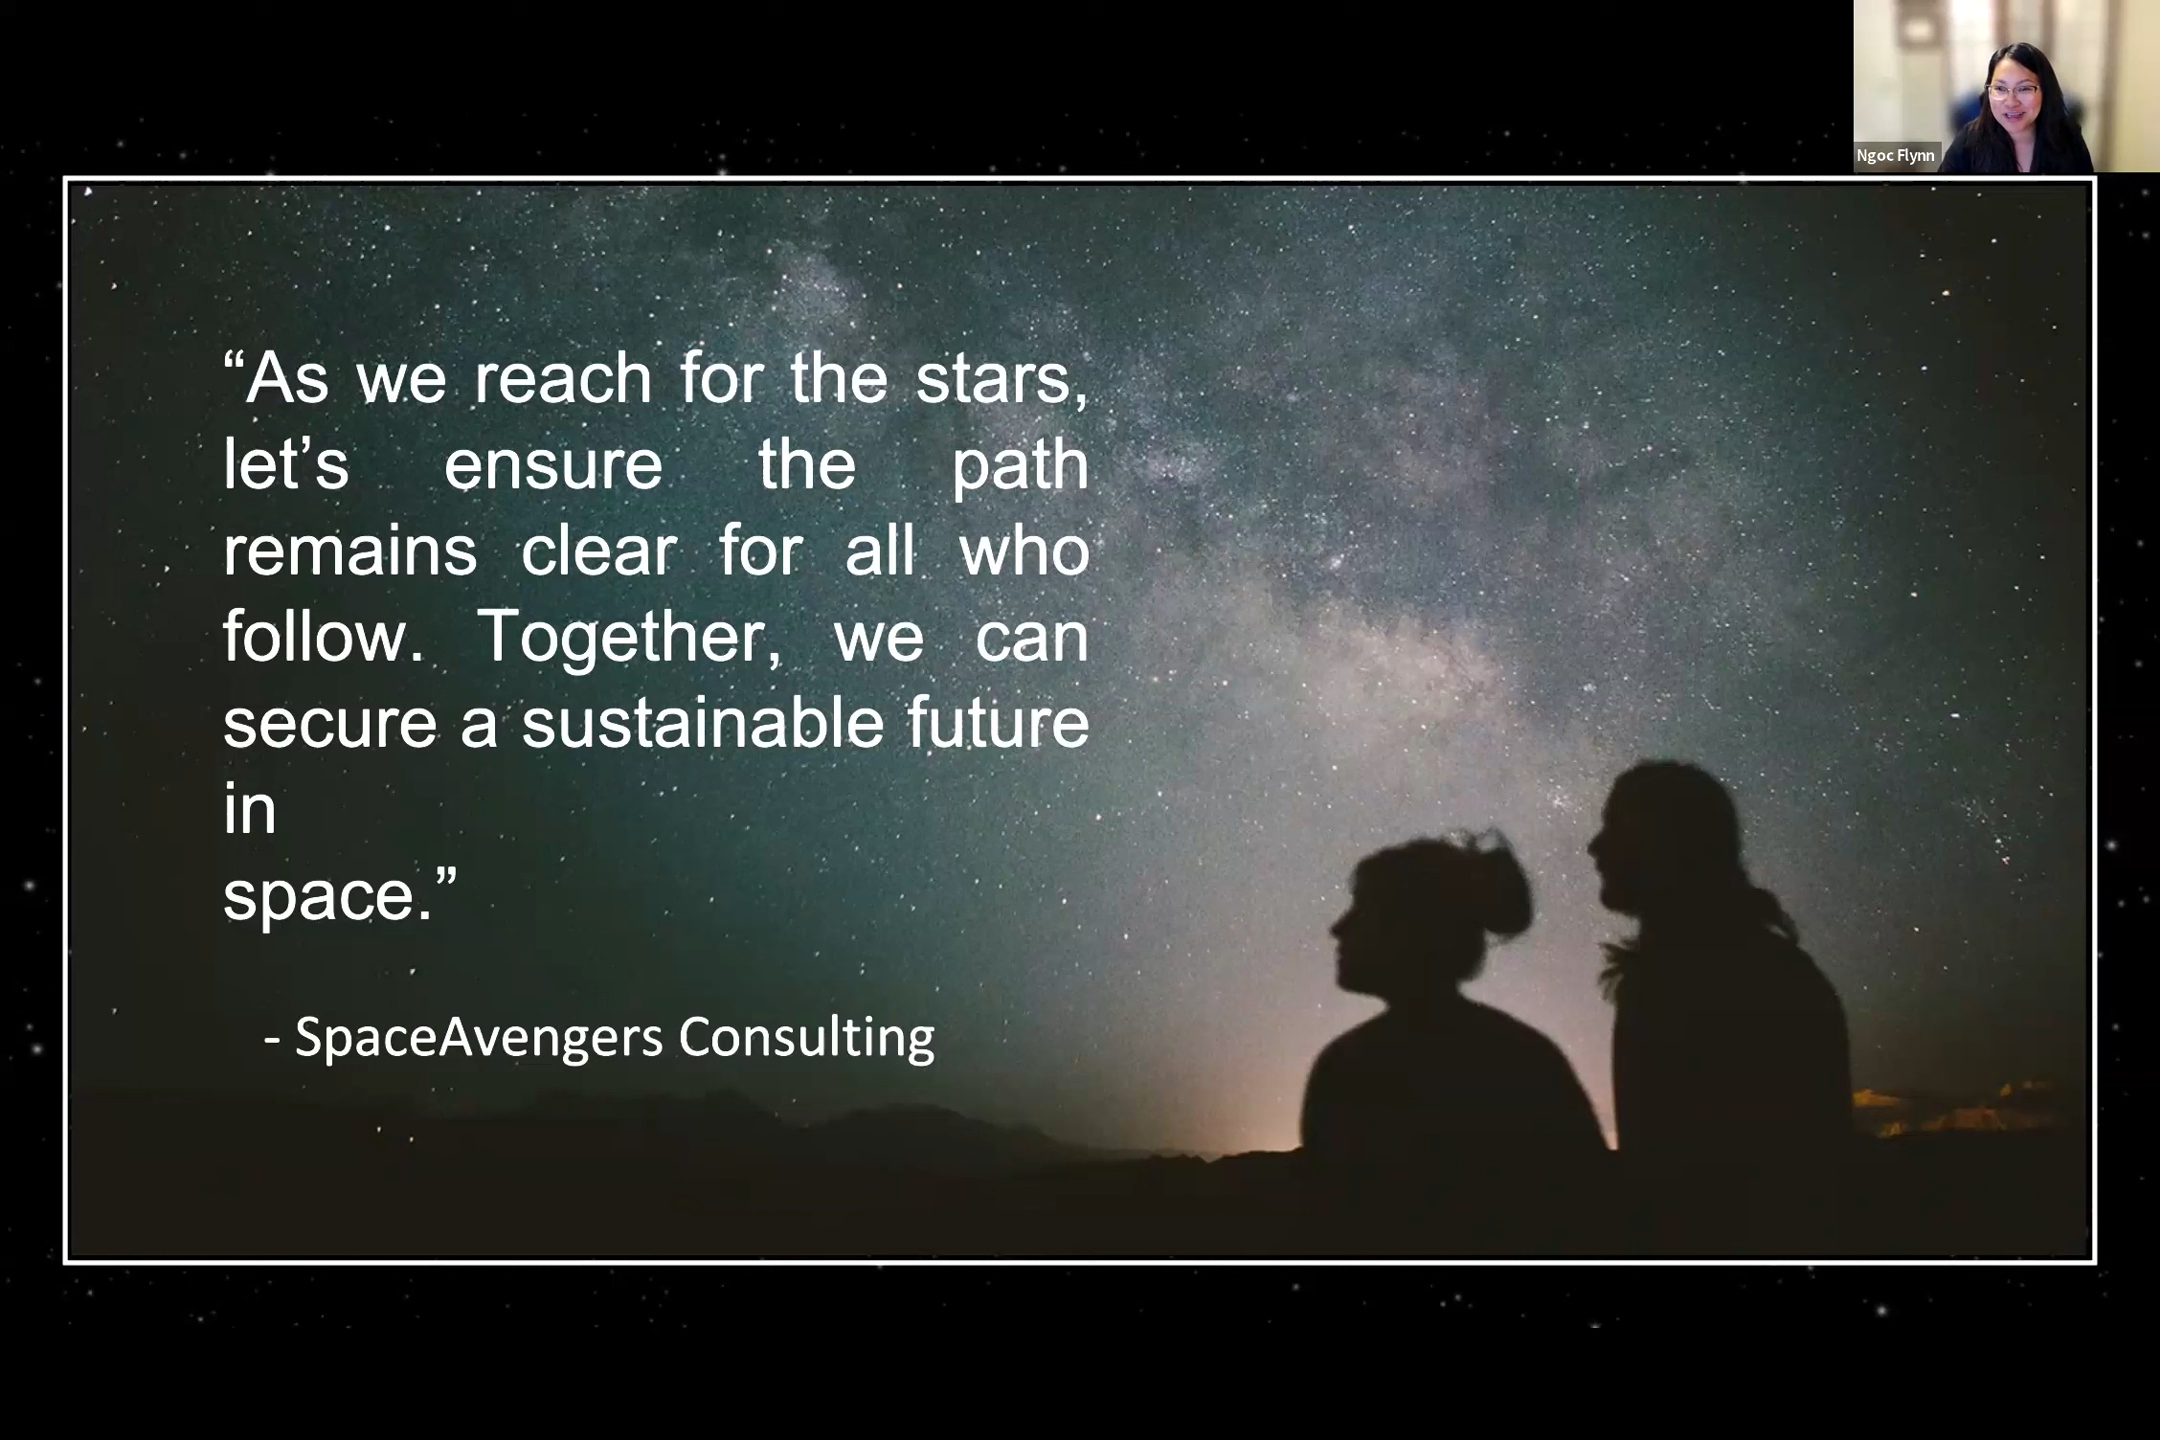 Ngoc Flynn
“As we reach for the stars,
let’s ensure the path
remains clear for all who
follow. Together, we can
secure a sustainable future
in
space.”
- SpaceAvengers Consulting